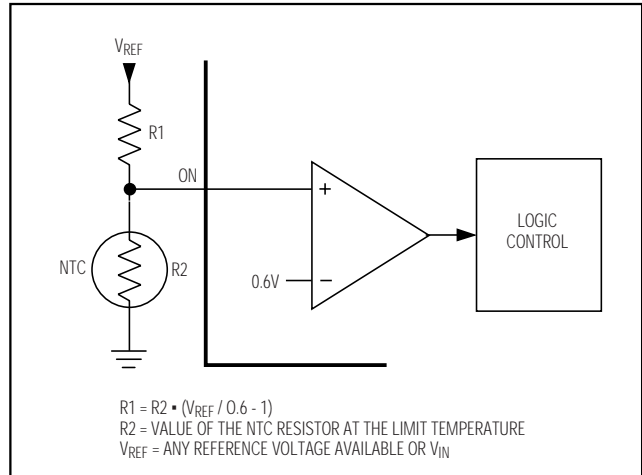 VREF
R1
ON
+
LOGIC
CONTROL
NTC
R2
0.6V
−
R1 = R2 ▪ (VREF / 0.6 - 1)
R2 = VALUE OF THE NTC RESISTOR AT THE LIMIT TEMPERATURE
VREF = ANY REFERENCE VOLTAGE AVAILABLE OR VIN